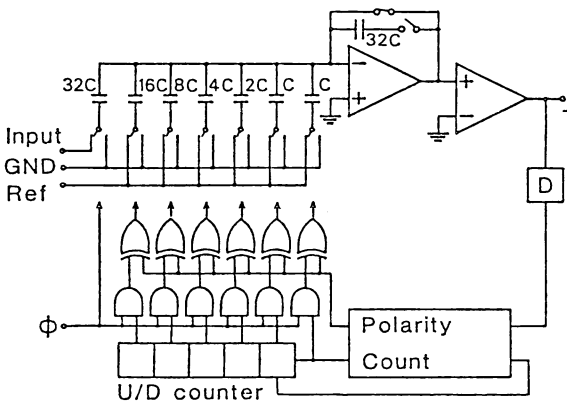 32C
32C 16C 8C 4C 2C C C
Input
GND
Ref
D
ϕ
Polarity
Count
U/D counter